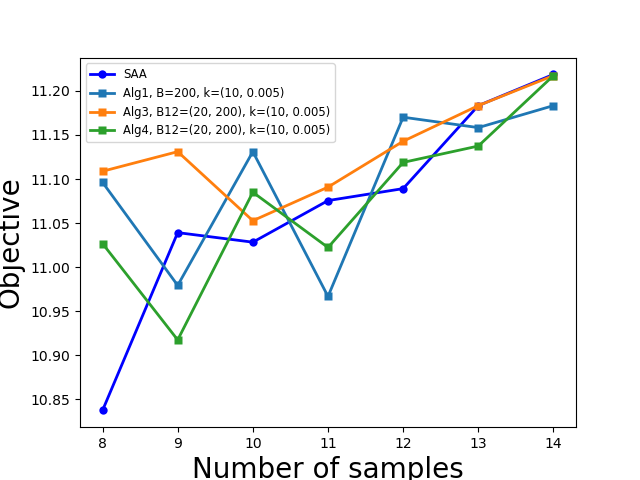 SAA
Alg1, B=200, k=(10, 0.005)
Alg3, B12=(20, 200), k=(10, 0.005)
Alg4, B12=(20, 200), k=(10, 0.005)
11.20
11.15
11.10
11.05
11.00
10.95
10.90
10.85
Objective
8 9 10 11 12 13 14
Number of samples